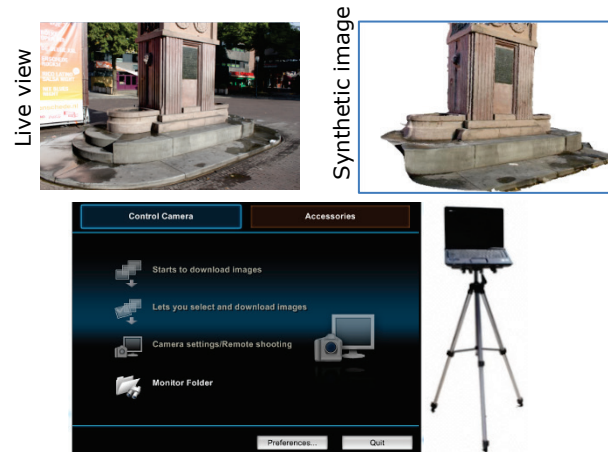 Live view
Synthetic image
Control Camera
Accessories
Starts to download images
Lets you select and download images
Camera settings/Remote shooting
Monitor Folder
Preferences...
Quit